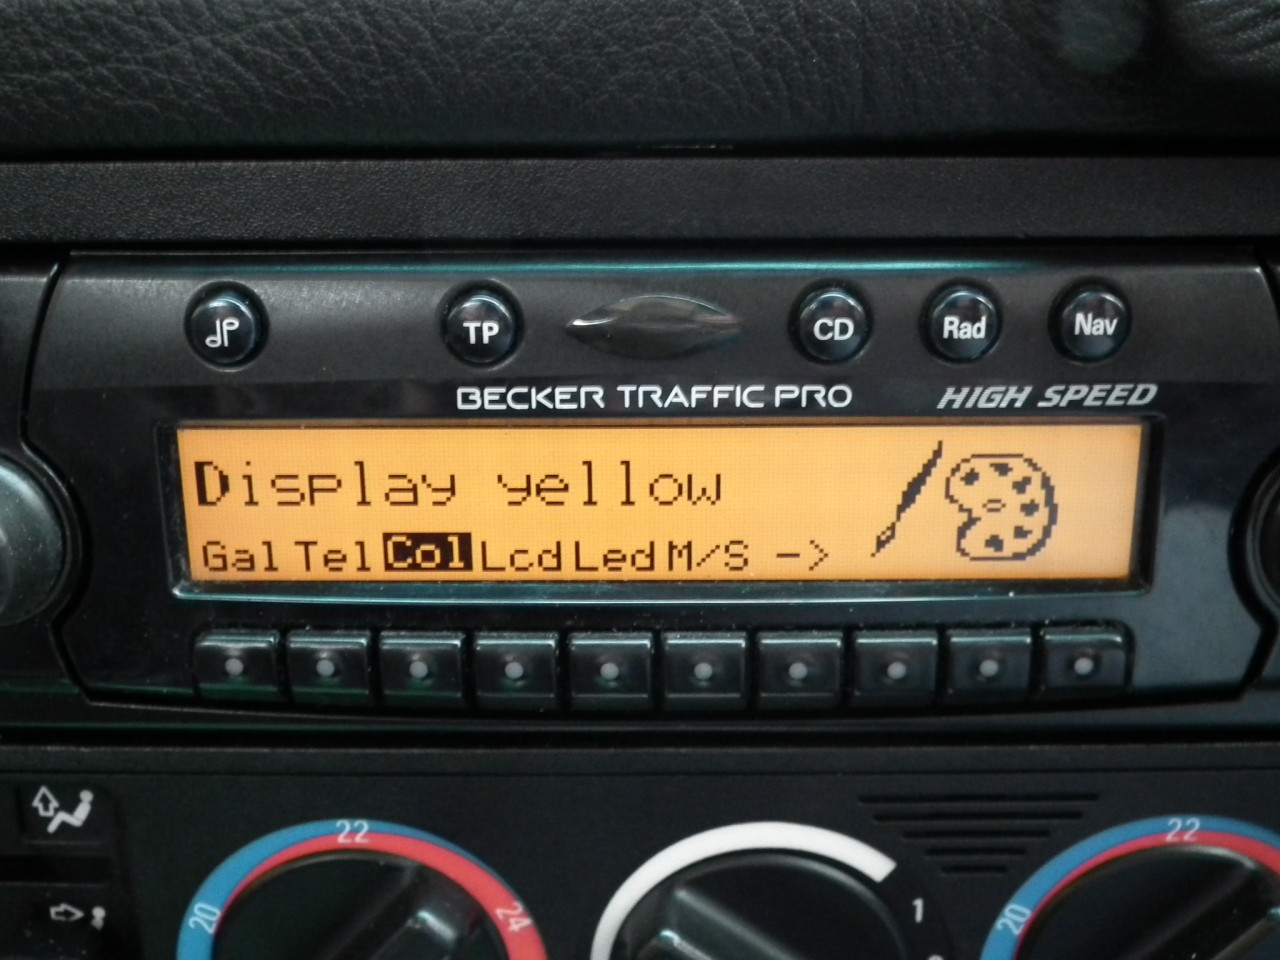 TP
CD
Rad
Nav
BECKER TRAFFIC PRO
HIGH SPEED
Display yellow
Gal Tel Col Lcd Led M/S ->
22
20
24
1
22
20